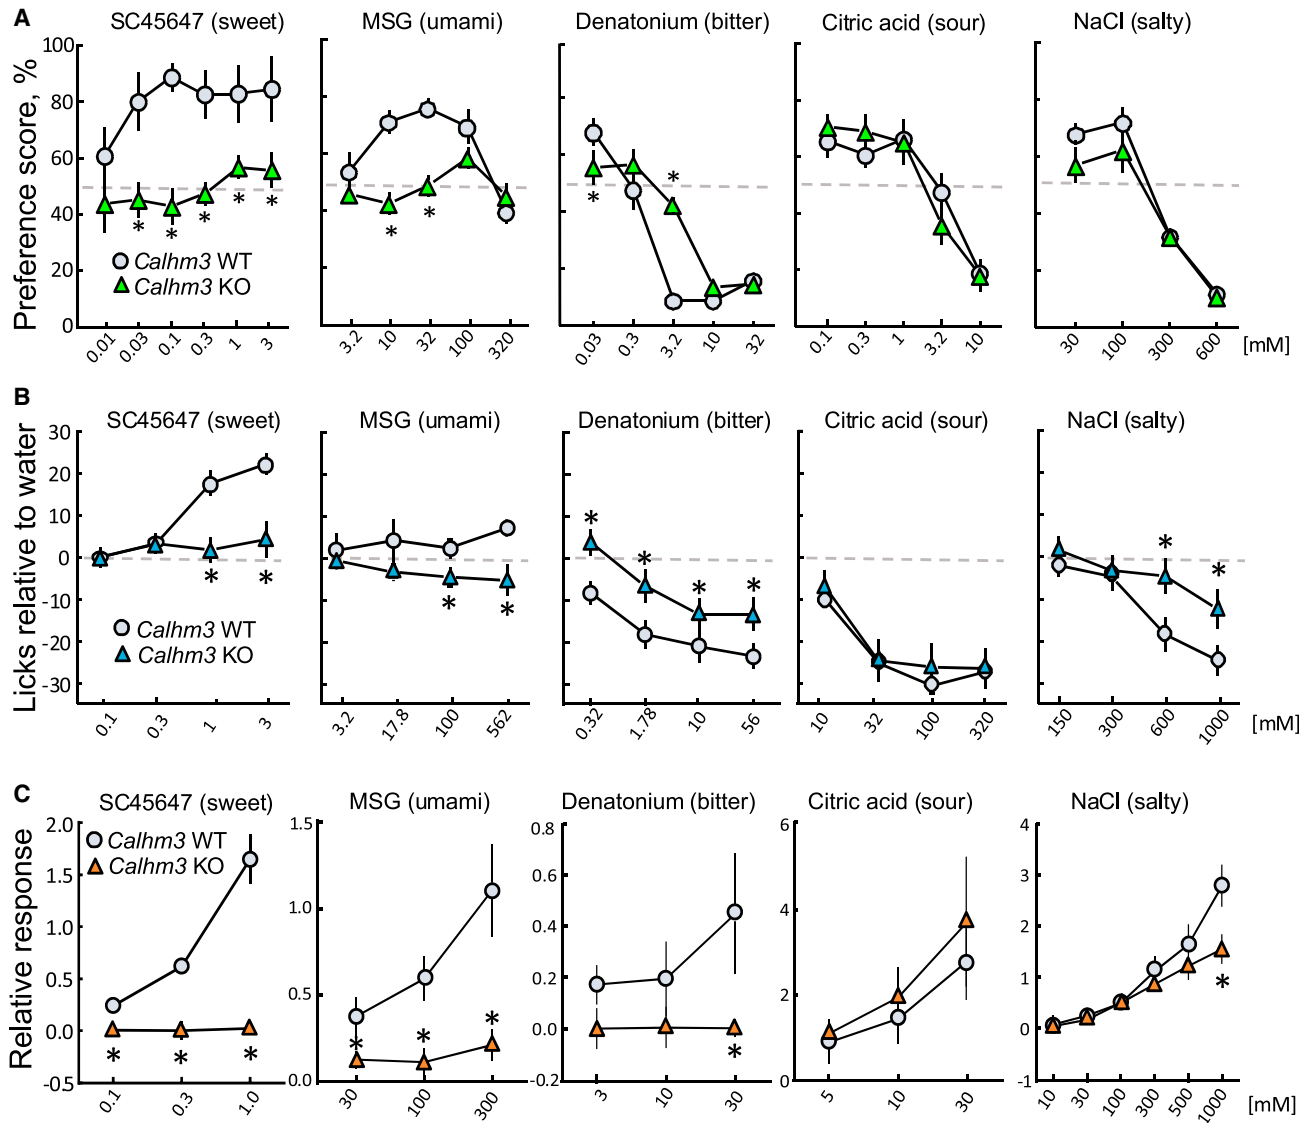 A
SC45647 (sweet)
MSG (umami)
Denatonium (bitter)
Citric acid (sour)
NaCl (salty)
Preference score, %
100
80
60
40
20
0
Calhm3 WT
Calhm3 KO
*
*
*
*
*
*
*
*
*
0.01 0.03 0.1 0.3 1 3
3.2 10 32 100 320
0.03 0.3 3.2 10 32
0.1 0.3 1 3.2 10
30 100 300 600
[mM]
B
SC45647 (sweet)
MSG (umami)
Denatonium (bitter)
Citric acid (sour)
NaCl (salty)
Licks relative to water
30
20
10
0
-10
-20
-30
Calhm3 WT
Calhm3 KO
*
*
*
*
*
*
*
*
*
*
0.1 0.3 1 3
3.2 17.8 100 562
0.32 1.78 10 56
10 32 100 320
150 300 600 1000
[mM]
C
SC45647 (sweet)
MSG (umami)
Denatonium (bitter)
Citric acid (sour)
NaCl (salty)
Relative response
2.0
1.5
1.0
0.5
0.0
-0.5
Calhm3 WT
Calhm3 KO
*
*
*
0.1 0.3 1.0
1.5
1.0
0.5
0.0
*
*
*
30 100 300
0.8
0.6
0.4
0.2
0.0
-0.2
*
3 10 30
6
4
2
0
5 10 30
4
3
2
1
0
-1
*
10 30 100 300 500 1000
[mM]